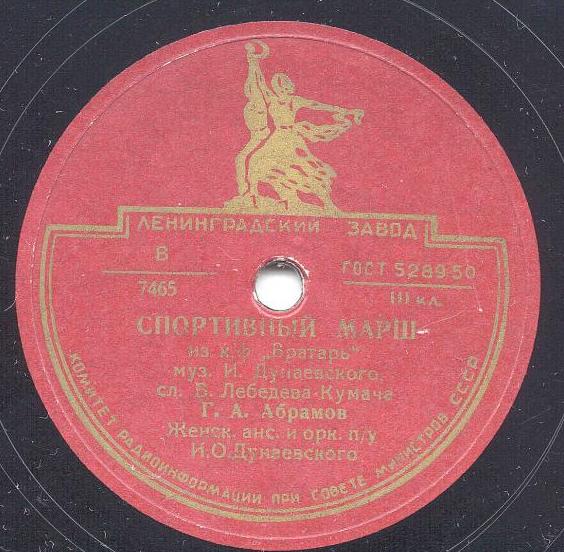 ЛЕНИНГРАДСКИЙ ЗАВОД
В
7465
ГОСТ 5289-50
III кл.
СПОРТИВНЫЙ МАРШ
из к/ф „Вратарь"
муз. И. Дунаевского,
сл. В. Лебедева-Кумача
Г. А. Абрамов
Женск. анс. и орк. п/у
И.О.Дунаевского
КОМИТЕТ РАДИОИНФОРМАЦИИ ПРИ СОВЕТЕ МИНИСТРОВ СССР